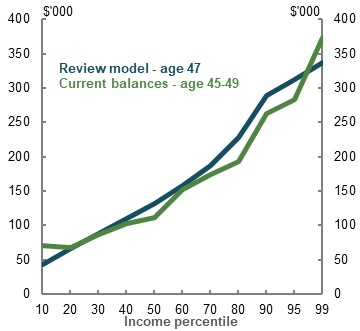 $'000 $'000
Review model - age 47
Current balances - age 45-49
400 400
350 350
300 300
250 250
200 200
150 150
100 100
50 50
0 0
10 20 30 40 50 60 70 80 90 95 99
Income percentile